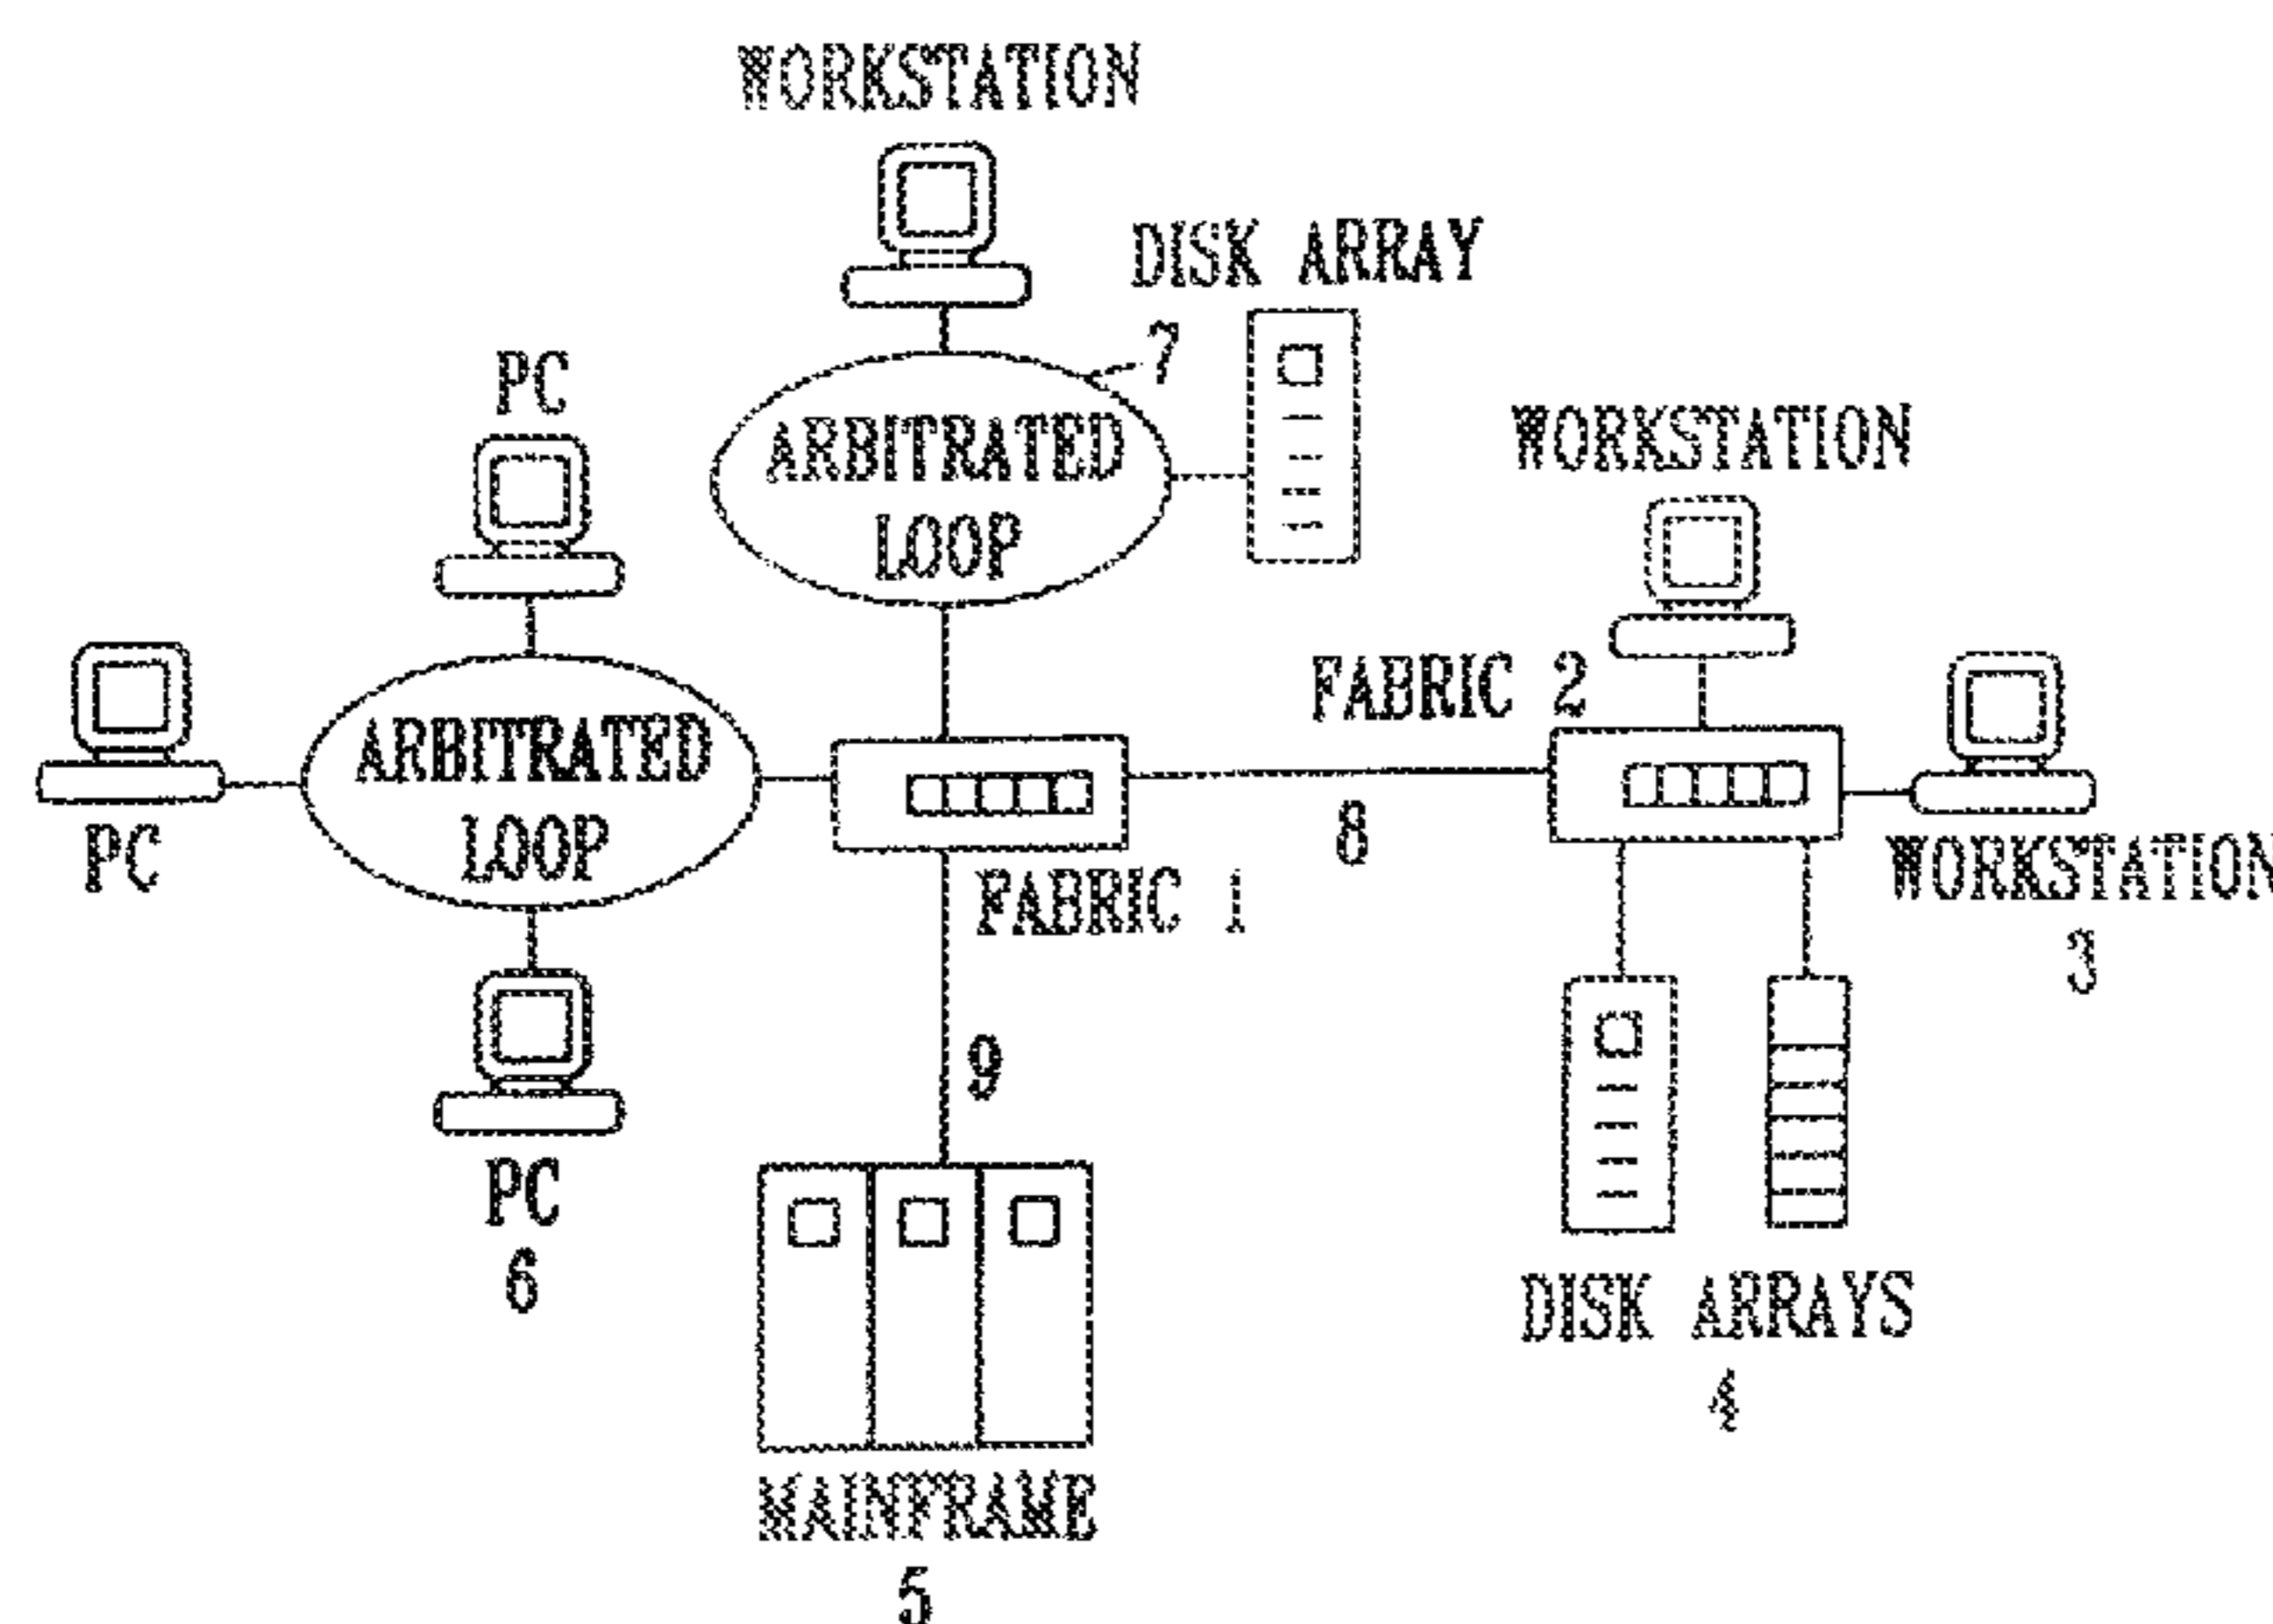 WORKSTATION
DISK ARRAY
7
PC
ARBITRATED
LOOP
WORKSTATION
FABRIC 2
ARBITRATED
LOOP
PC
8
FABRIC 1
WORKSTATION
3
9
PC
6
DISK ARRAYS
4
MAINFRAME
5